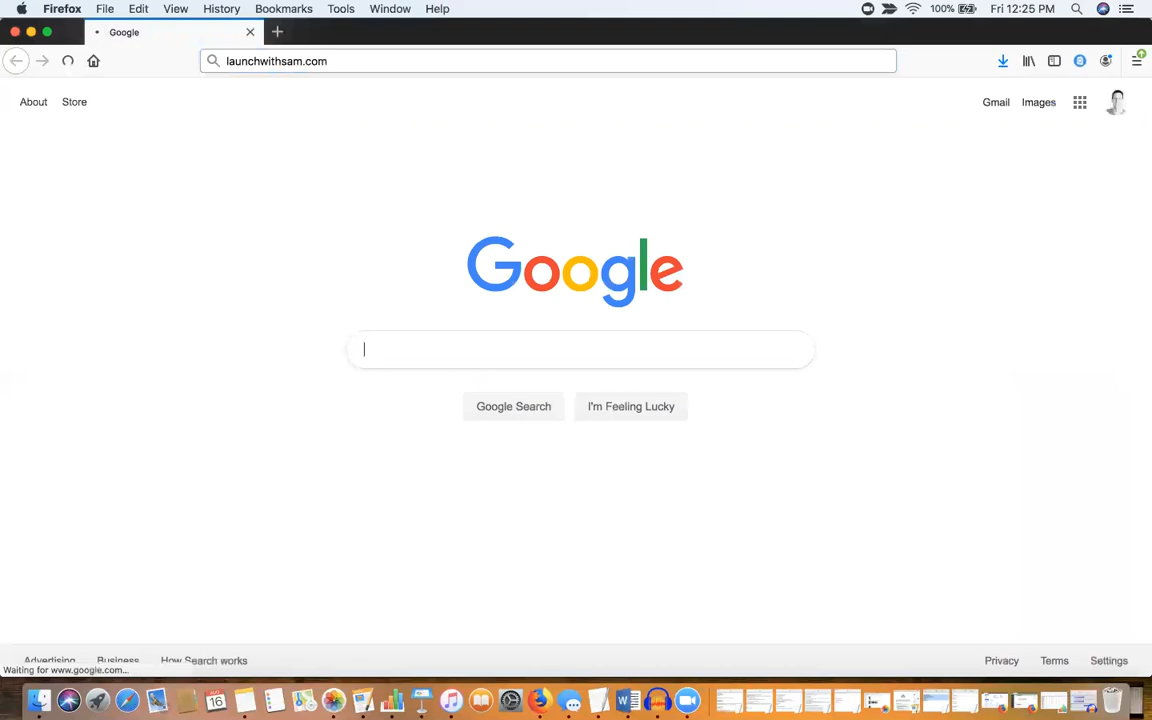 Firefox File Edit View History Bookmarks Tools Window Help 100% Fri 12:25 PM
Google
launchwithsam.com
About Store Gmail Images
Google
Google Search I'm Feeling Lucky
Advertising Business How Search works Privacy Terms Settings
Waiting for www.google.com...
16